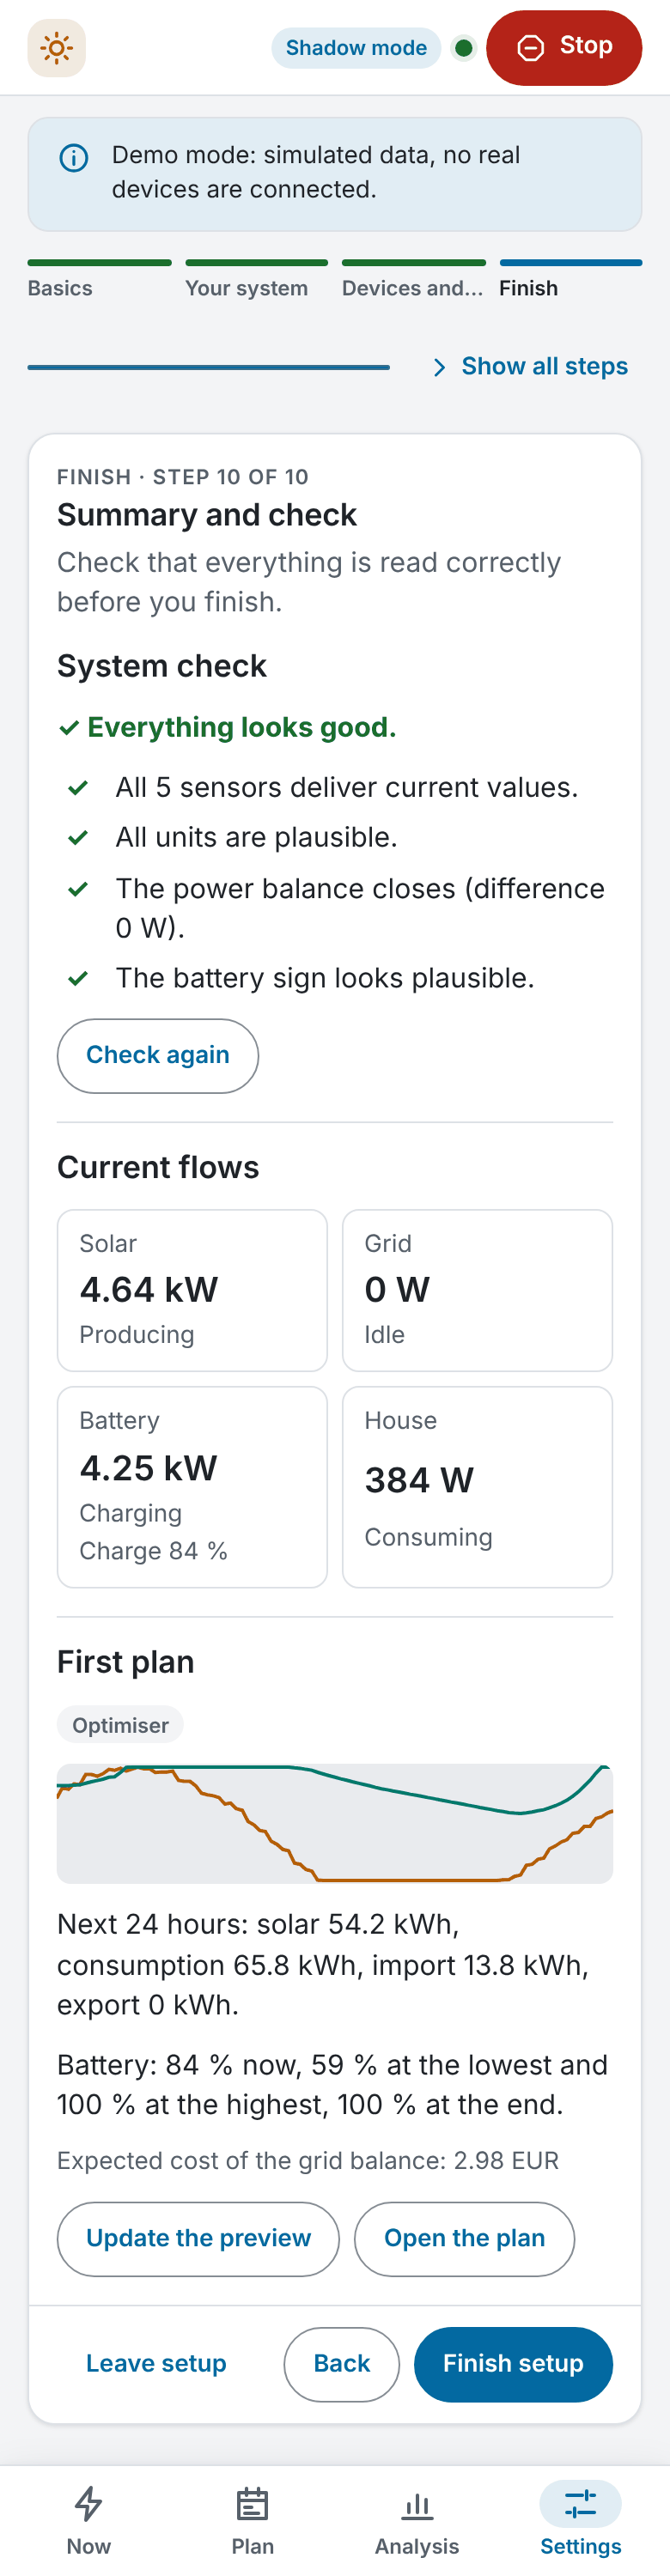 Shadow mode
Stop
Demo mode: simulated data, no real
devices are connected.
Basics
Your system
Devices and...
Finish
Show all steps
FINISH · STEP 10 OF 10
Summary and check
Check that everything is read correctly
before you finish.
System check
Everything looks good.
All 5 sensors deliver current values.
All units are plausible.
The power balance closes (difference
0 W).
The battery sign looks plausible.
Check again
Current flows
Solar
4.64 kW
Producing
Grid
0 W
Idle
Battery
4.25 kW
Charging
Charge 84 %
House
384 W
Consuming
First plan
Optimiser
Next 24 hours: solar 54.2 kWh,
consumption 65.8 kWh, import 13.8 kWh,
export 0 kWh.
Battery: 84 % now, 59 % at the lowest and
100 % at the highest, 100 % at the end.
Expected cost of the grid balance: 2.98 EUR
Update the preview
Open the plan
Leave setup
Back
Finish setup
Now
Plan
Analysis
Settings